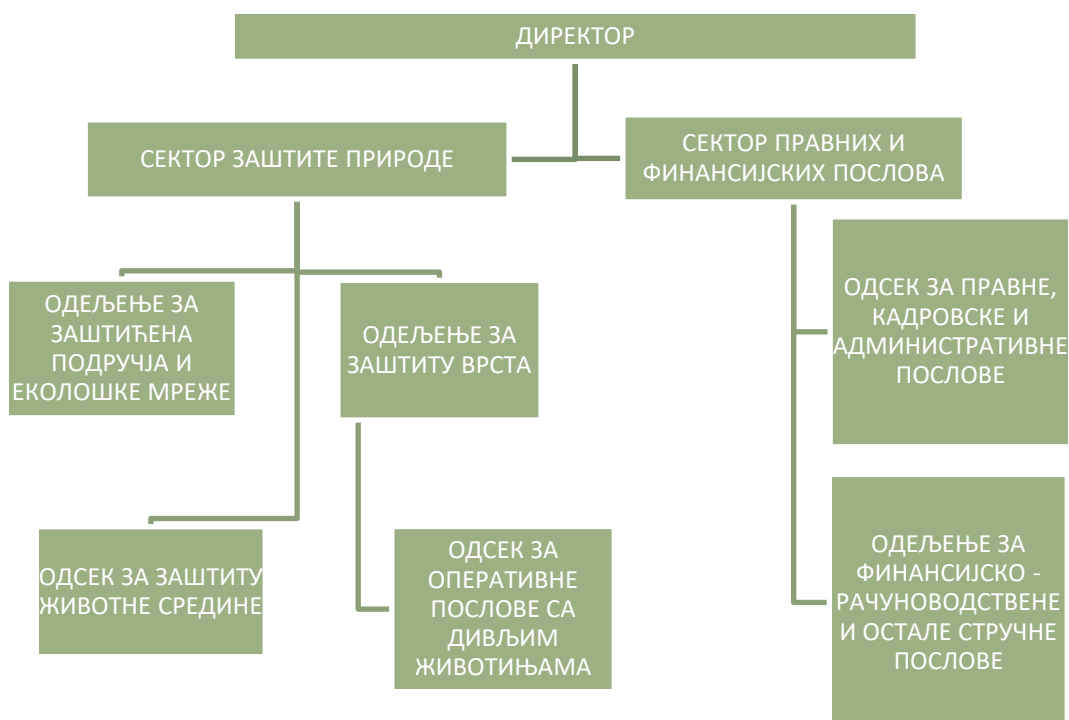 ДИРЕКТОР
СЕКТОР ЗАШТИТЕ ПРИРОДЕ
СЕКТОР ПРАВНИХ И
ФИНАНСИЈСКИХ ПОСЛОВА
ОДЕЉЕЊЕ ЗА
ЗАШТИЋЕНА
ПОДРУЧЈА И
ЕКОЛОШКЕ МРЕЖЕ
ОДЕЉЕЊЕ ЗА
ЗАШТИТУ ВРСТА
ОДСЕК ЗА ПРАВНЕ,
КАДРОВСКЕ И
АДМИНИСТРАТИВНЕ
ПОСЛОВЕ
ОДСЕК ЗА ЗАШТИТУ
ЖИВОТНЕ СРЕДИНЕ
ОДСЕК ЗА
ОПЕРАТИВНЕ
ПОСЛОВЕ СА
ДИВЉИМ
ЖИВОТИЊАМА
ОДЕЉЕЊЕ ЗА
ФИНАНСИЈСКО -
РАЧУНОВОДСТВЕНЕ
И ОСТАЛЕ СТРУЧНЕ
ПОСЛОВЕ